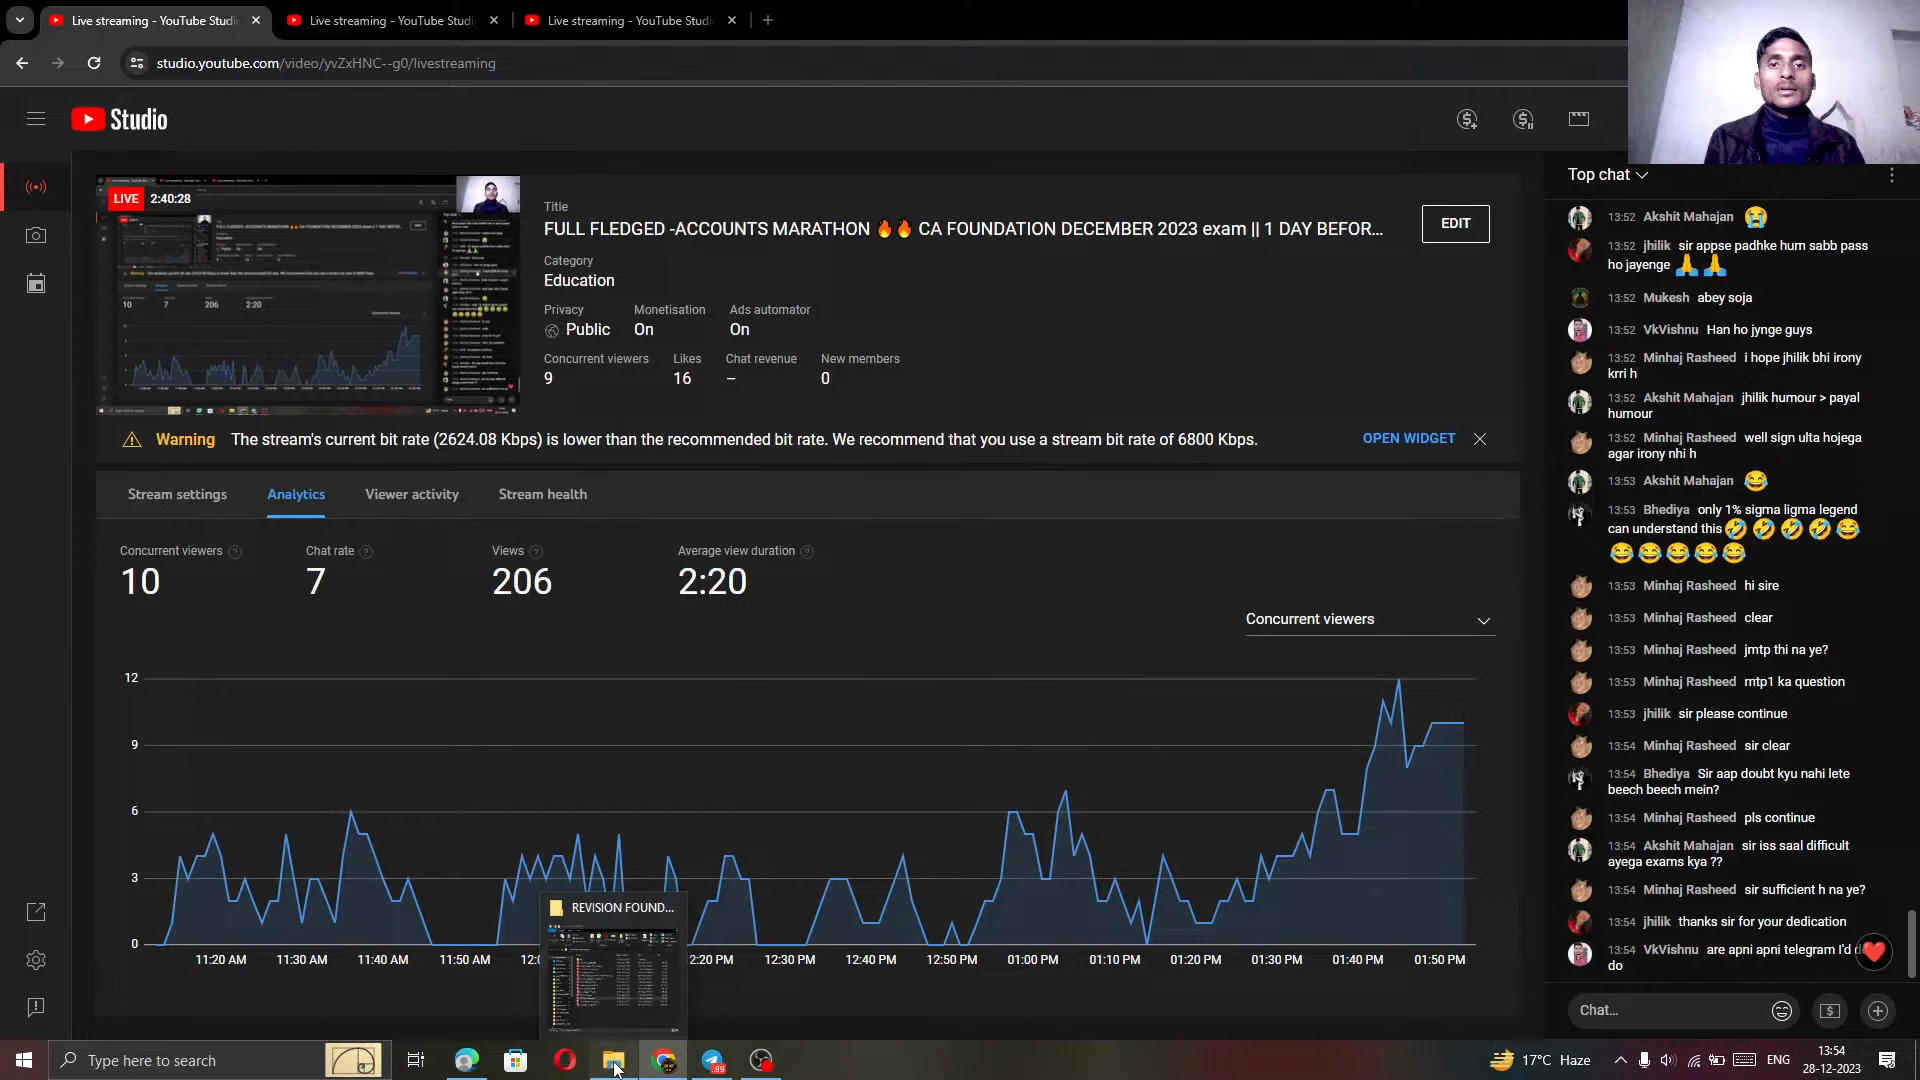 Live streaming - YouTube Studi
Live streaming - YouTube Studi
Live streaming - YouTube Studi
studio.youtube.com/video/yvZxHNC--g0/livestreaming
Studio
LIVE 2:40:28
Title
FULL FLEDGED -ACCOUNTS MARATHON 🔥🔥 CA FOUNDATION DECEMBER 2023 exam || 1 DAY BEFOR...
EDIT
Category
Education
Privacy Monetisation Ads automator
Public On On
Concurrent viewers Likes Chat revenue New members
9 16 – 0
Warning The stream's current bit rate (2624.08 Kbps) is lower than the recommended bit rate. We recommend that you use a stream bit rate of 6800 Kbps. OPEN WIDGET
Stream settings Analytics Viewer activity Stream health
Concurrent viewers Chat rate Views Average view duration
10 7 206 2:20
Concurrent viewers
12
9
6
3
0
11:20 AM 11:30 AM 11:40 AM 11:50 AM 12:0 2:20 PM 12:30 PM 12:40 PM 12:50 PM 01:00 PM 01:10 PM 01:20 PM 01:30 PM 01:40 PM 01:50 PM
REVISION FOUND...
Top chat
13:52 Akshit Mahajan 😭
13:52 jhilik sir appse padhke hum sabb pass
ho jayenge 🙏 🙏
13:52 Mukesh abey soja
13:52 VkVishnu Han ho jynge guys
13:52 Minhaj Rasheed i hope jhilik bhi irony
krri h
13:52 Akshit Mahajan jhilik humour > payal
humour
13:52 Minhaj Rasheed well sign ulta hojega
agar irony nhi h
13:53 Akshit Mahajan 😂
13:53 Bhediya only 1% sigma ligma legend
can understand this 🤣 🤣 🤣 🤣 😂
😂 😂 😂 😂 😂
13:53 Minhaj Rasheed hi sire
13:53 Minhaj Rasheed clear
13:53 Minhaj Rasheed jmtp thi na ye?
13:53 Minhaj Rasheed mtp1 ka question
13:53 jhilik sir please continue
13:54 Minhaj Rasheed sir clear
13:54 Bhediya Sir aap doubt kyu nahi lete
beech beech mein?
13:54 Minhaj Rasheed pls continue
13:54 Akshit Mahajan sir iss saal difficult
ayega exams kya ??
13:54 Minhaj Rasheed sir sufficient h na ye?
13:54 jhilik thanks sir for your dedication
13:54 VkVishnu are apni apni telegram I'd d
do
Chat...
Type here to search
99
17°C Haze
ENG
13:54
28-12-2023